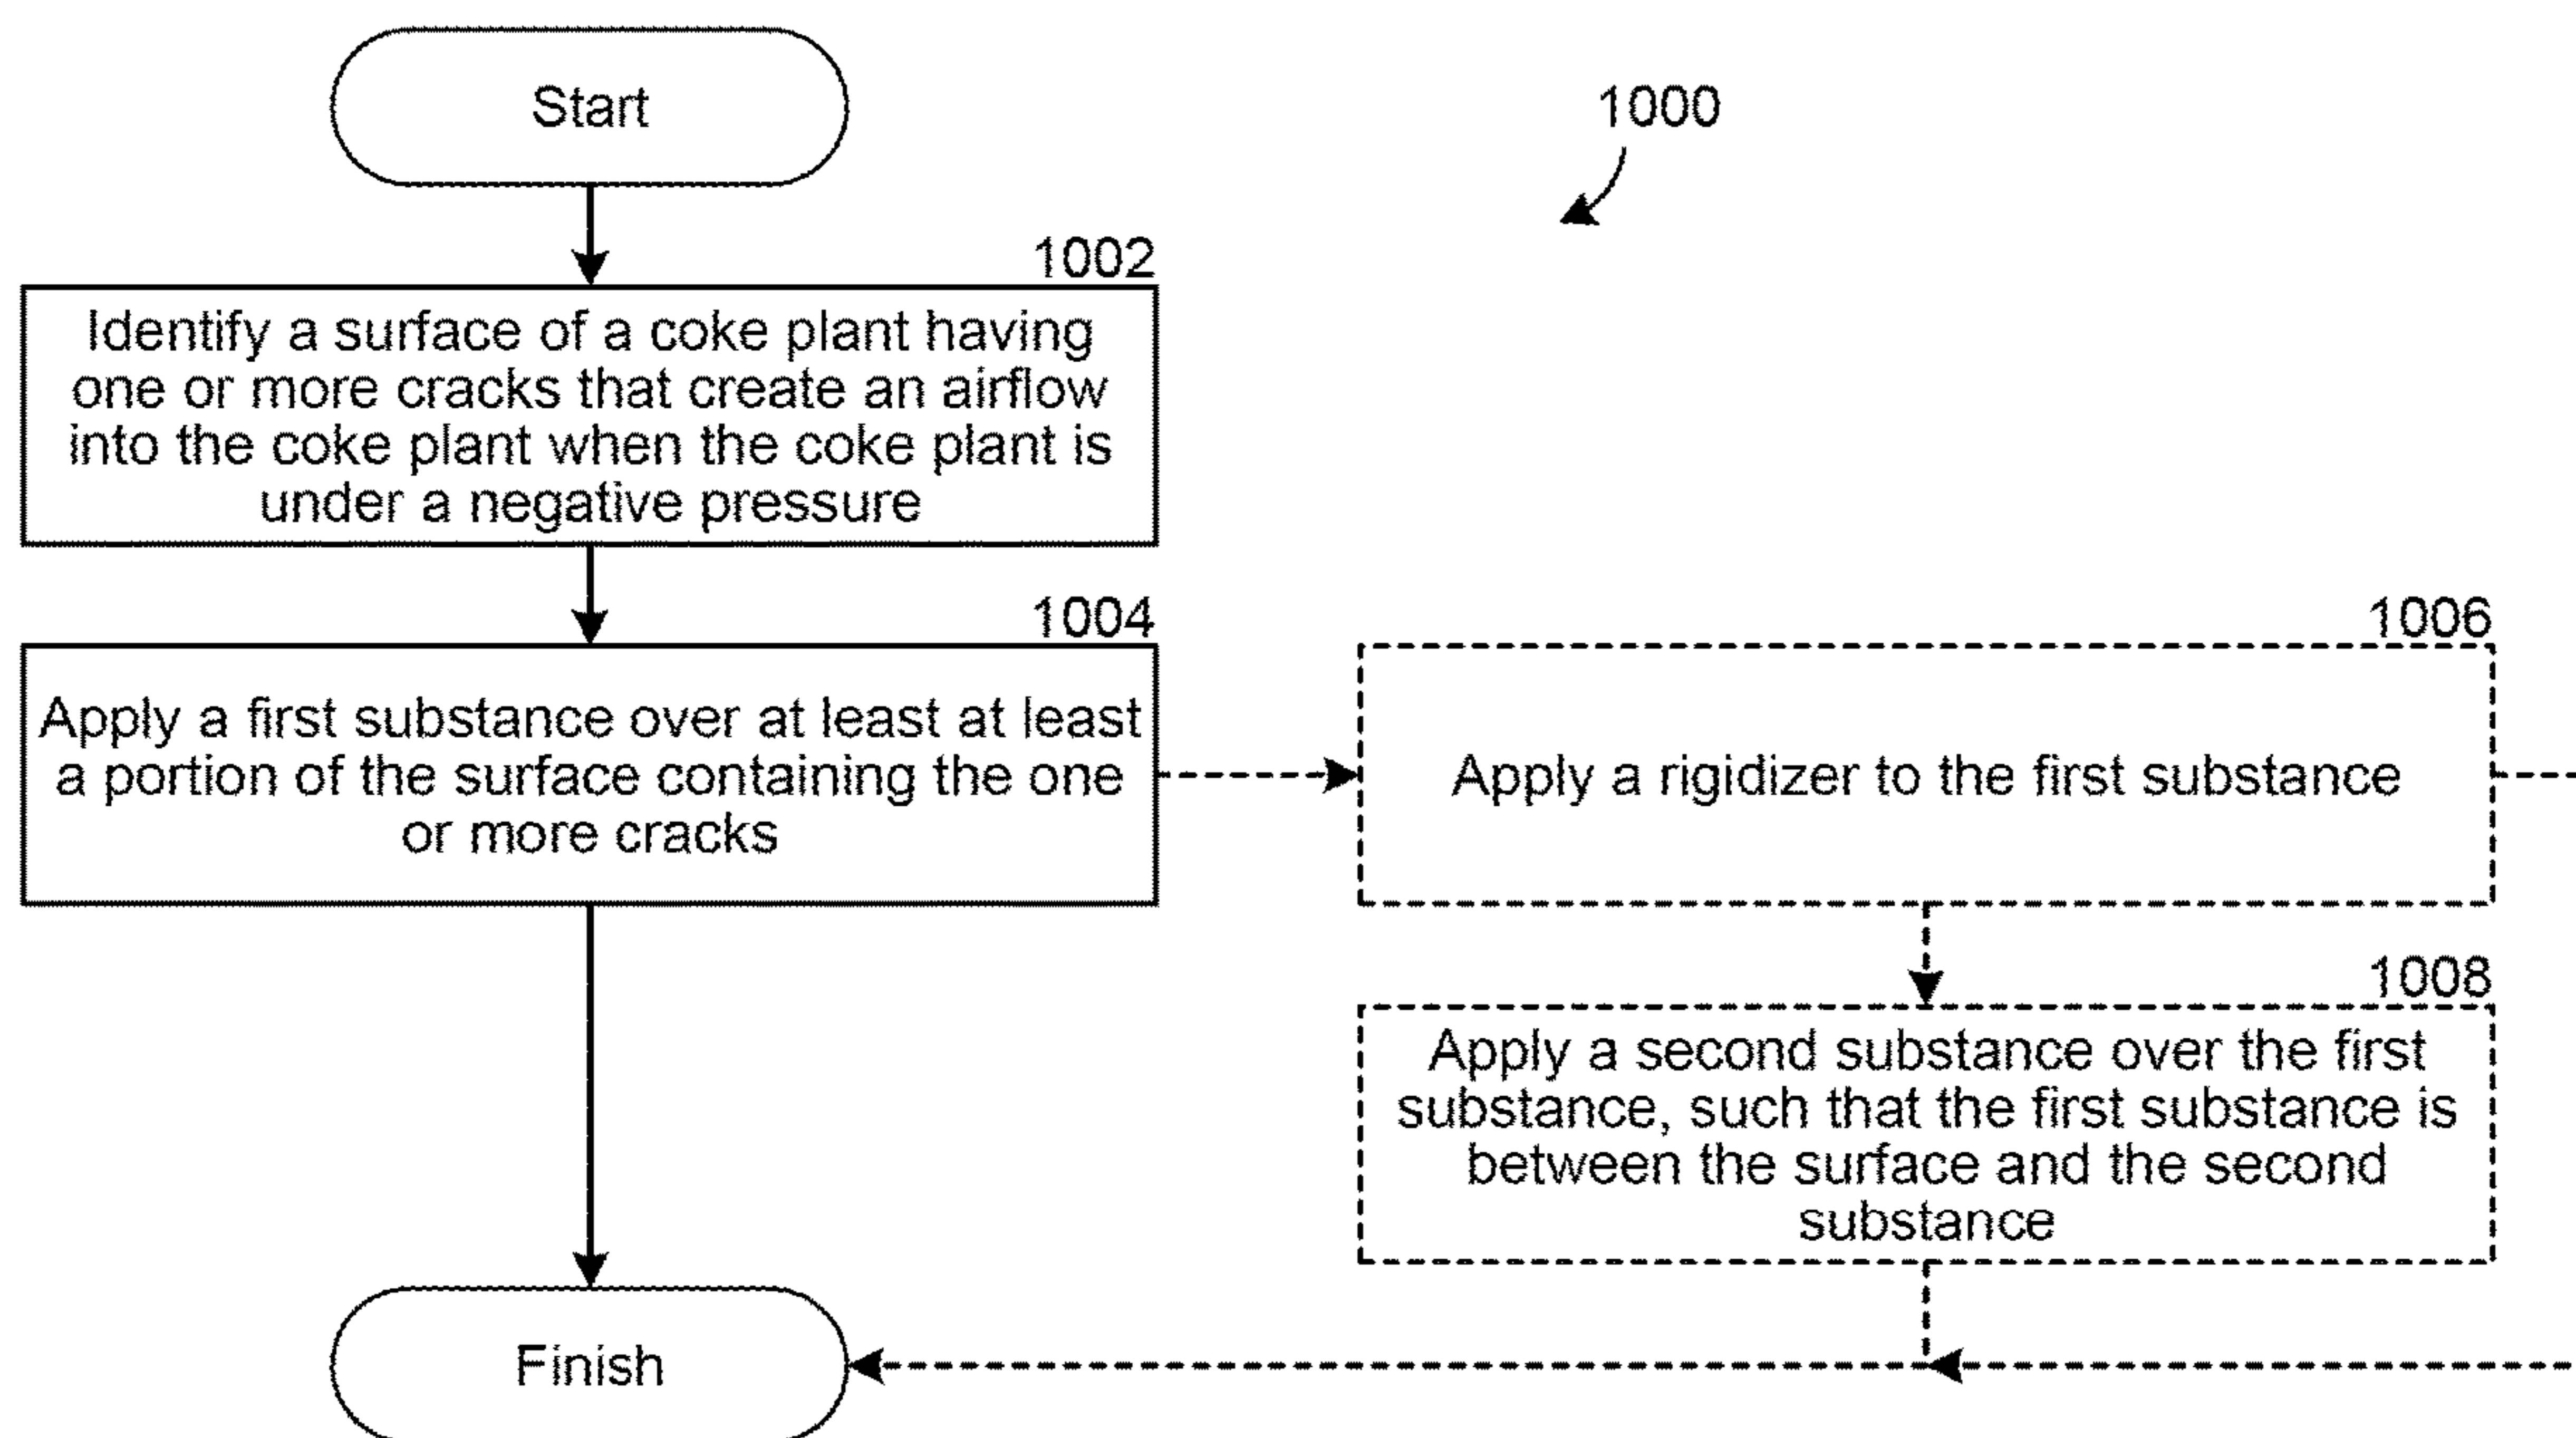 Start
1000
1002
Identify a surface of a coke plant having
one or more cracks that create an airflow
into the coke plant when the coke plant is
under a negative pressure
1004
Apply a first substance over at least at least
a portion of the surface containing the one
or more cracks
1006
Apply a rigidizer to the first substance
1008
Apply a second substance over the first
substance, such that the first substance is
between the surface and the second
substance
Finish